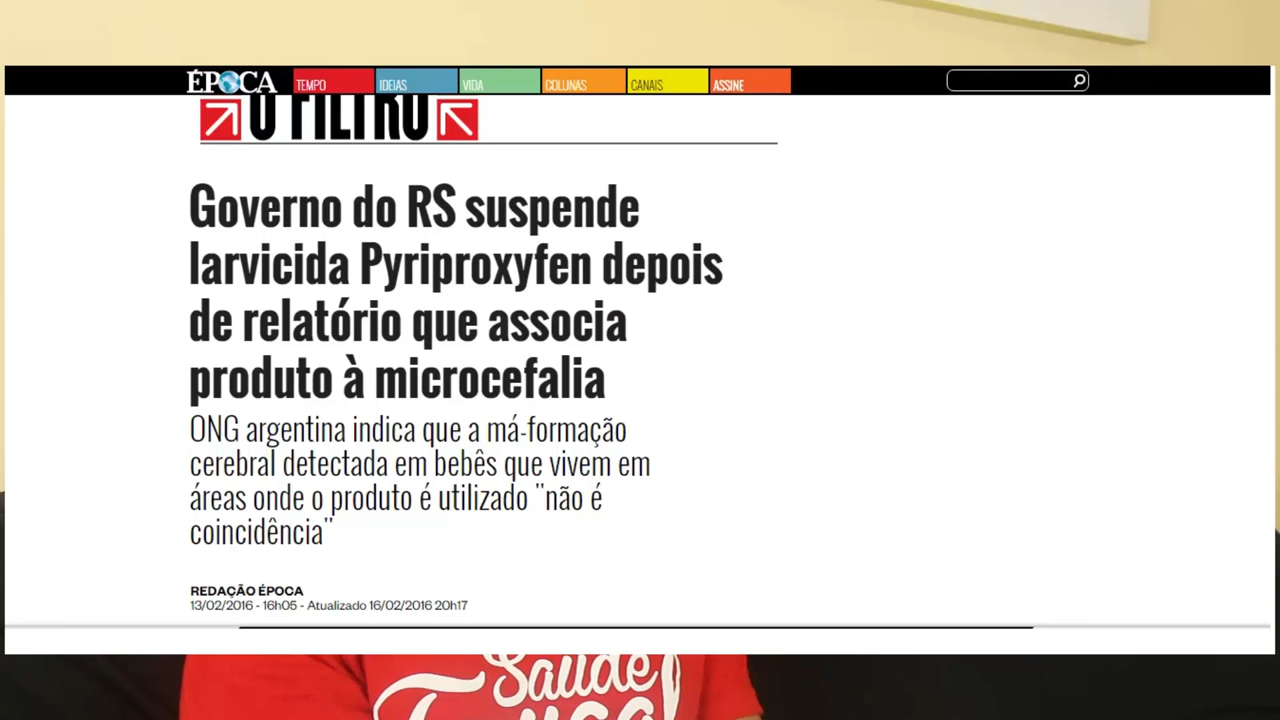 ÉPOCA
TEMPO
IDEIAS
VIDA
COLUNAS
CANAIS
ASSINE
O FILTRO
Governo do RS suspende
larvicida Pyriproxyfen depois
de relatório que associa
produto à microcefalia
ONG argentina indica que a má-formação
cerebral detectada em bebês que vivem em
áreas onde o produto é utilizado "não é
coincidência"
REDAÇÃO ÉPOCA
13/02/2016 - 16h05 - Atualizado 16/02/2016 20h17
Saúde